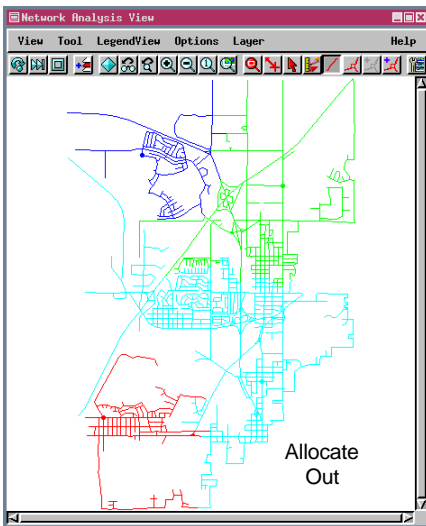 Network Analysis View
View Tool LegendView Options Layer Help
Allocate
Out